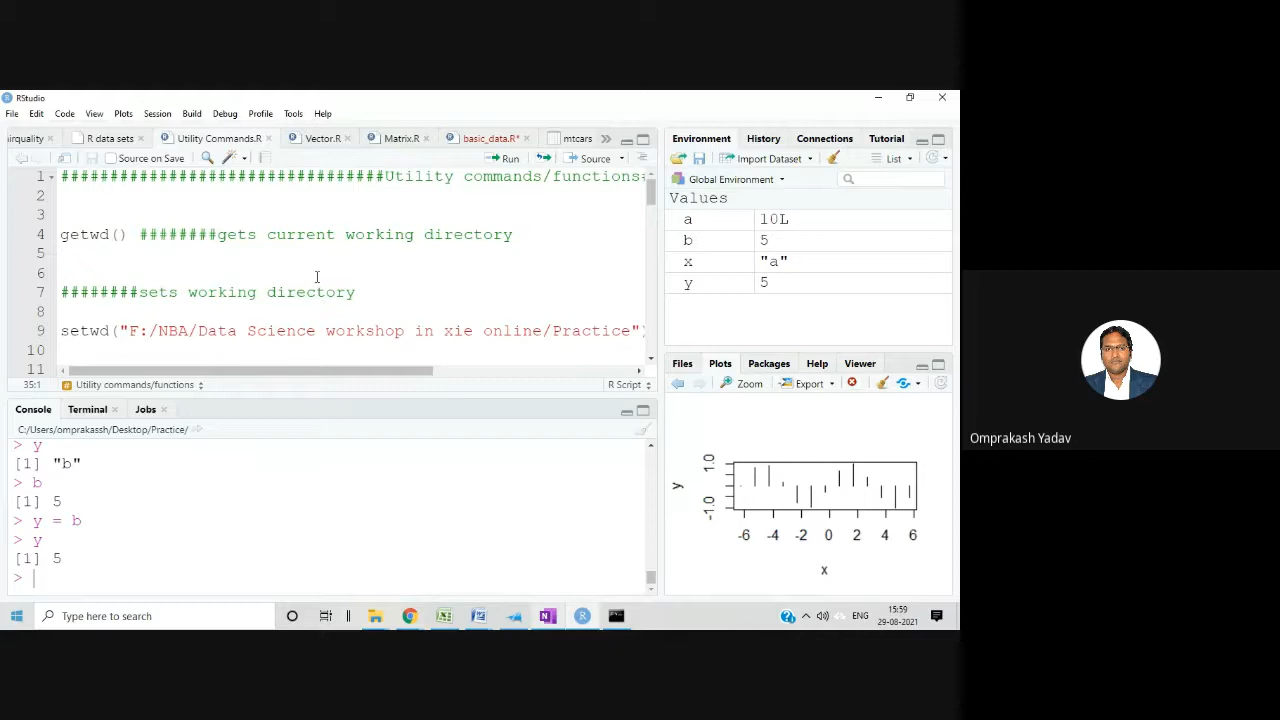 RStudio
File Edit Code View Plots Session Build Debug Profile Tools Help
irquality R data sets Utility Commands.R Vector.R Matrix.R basic_data.R* mtcars
Source on Save Run Source
1 #################################Utility commands/functions#
2
3
4 getwd() ########gets current working directory
5
6
7 ########sets working directory
8
9 setwd("F:/NBA/Data Science workshop in xie online/Practice")
10
11
35:1 Utility commands/functions R Script
Console Terminal Jobs
C:/Users/omprakassh/Desktop/Practice/
> y
[1] "b"
> b
[1] 5
> y = b
> y
[1] 5
>
Environment History Connections Tutorial
Import Dataset List
Global Environment
Values
a 10L
b 5
x "a"
y 5
Files Plots Packages Help Viewer
Zoom Export
y
1.0
-1.0
-6 -4 -2 0 2 4 6
x
Type here to search
ENG
15:59
29-08-2021
Omprakash Yadav